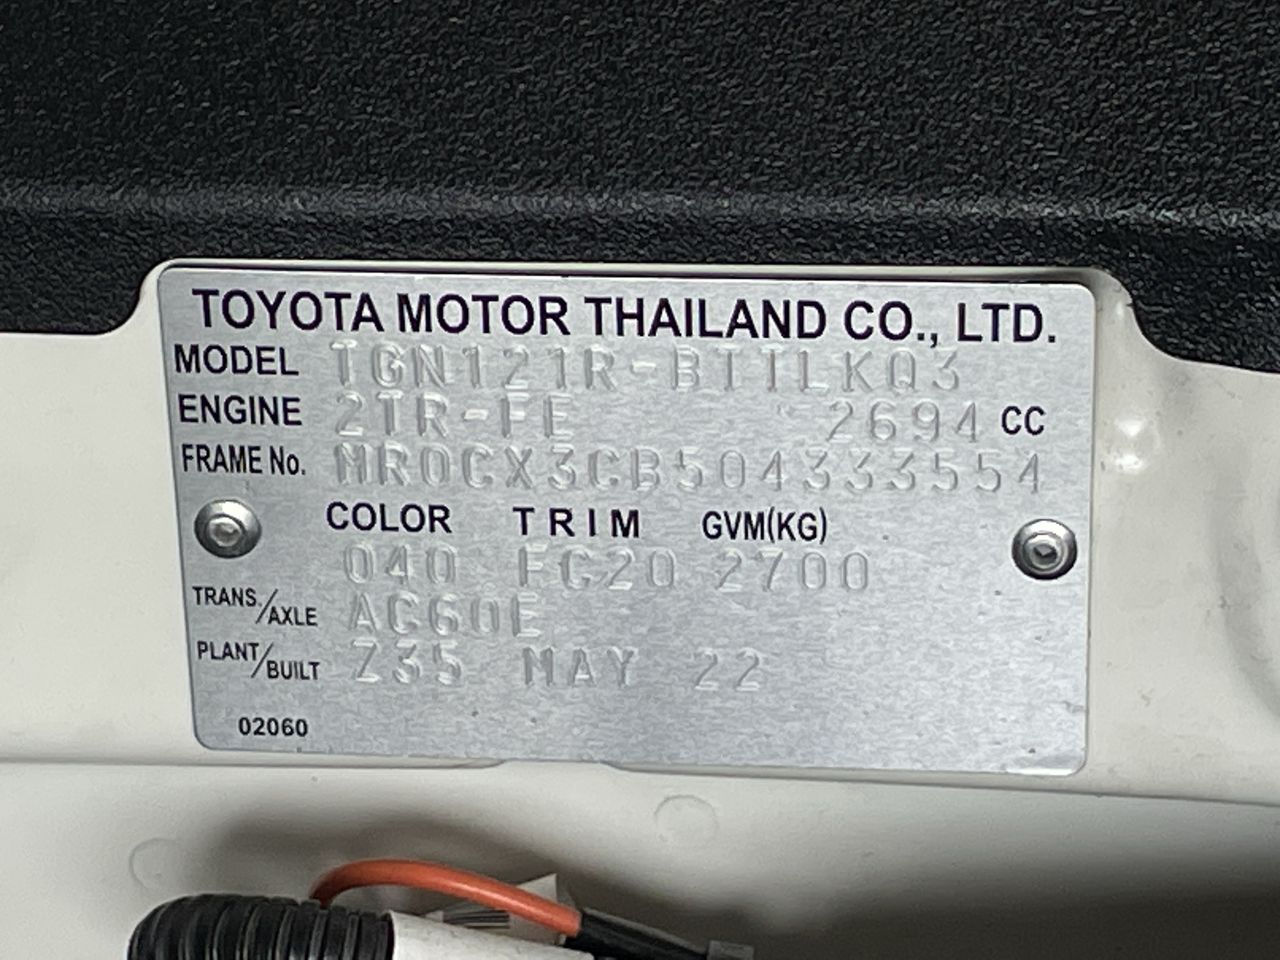 TOYOTA MOTOR THAILAND CO., LTD.
MODEL TGN121R-BTTLKQ3
ENGINE 2TR-FE 2694 CC
FRAME No. MR0CX3CB504333554
COLOR TRIM GVM(KG)
040 FC20 2700
TRANS./AXLE AC60E
PLANT/BUILT Z35 MAY 22
02060